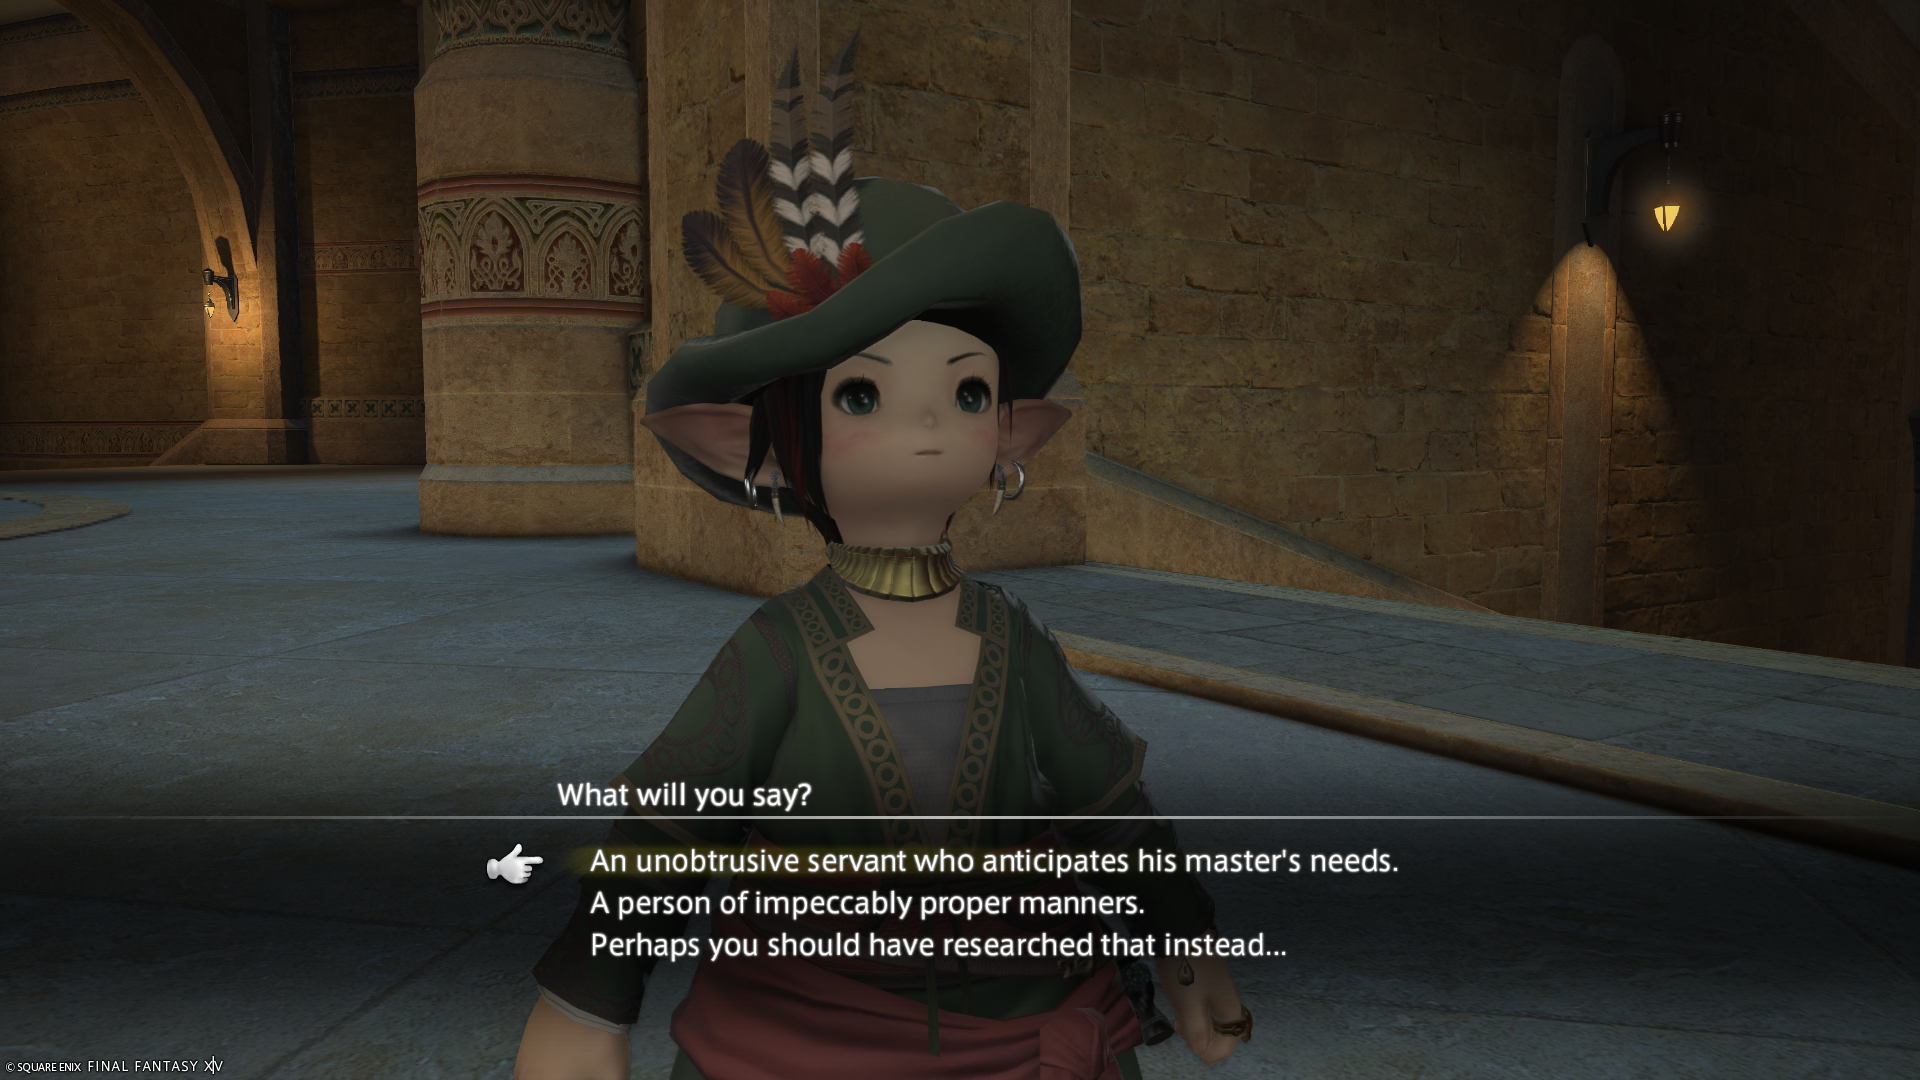 What will you say?
An unobtrusive servant who anticipates his master's needs.
A person of impeccably proper manners.
Perhaps you should have researched that instead...
© SQUARE ENIX FINAL FANTASY XIV